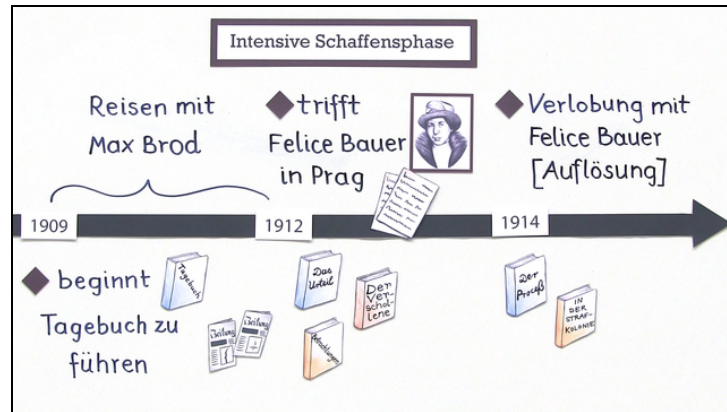 Intensive Schaffensphase
Reisen mit
Max Brod
trifft
Felice Bauer
in Prag
Verlobung mit
Felice Bauer
[Auflösung]
1909
1912
1914
beginnt
Tagebuch zu
führen
Tagebuch
Zeitung
Zeitung
Das
Urteil
Der
Ver-
schol-
lene
Betrachtungen
Der
Proceß
IN
DER
STRAF-
KOLONIE